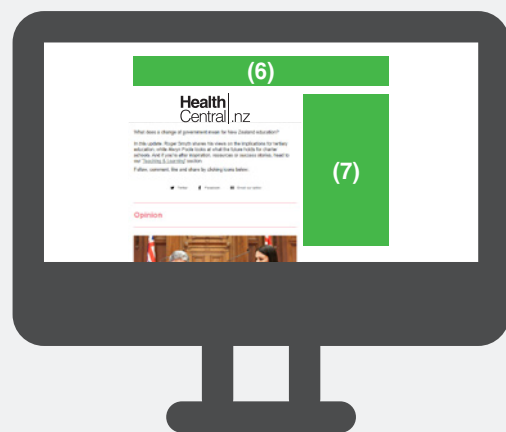 (6)
Health
Central .nz
What does a change of government mean for New Zealand education?
In this update, Roger Smyth shares his views on the implications for tertiary
education, while Alwyn Poole looks at what the future holds for charter
schools. And if you're after inspiration, resources or success stories, head to
our Teaching & Learning section.
Follow, comment, like and share by clicking icons below.
Twitter Facebook
(7)
Opinion